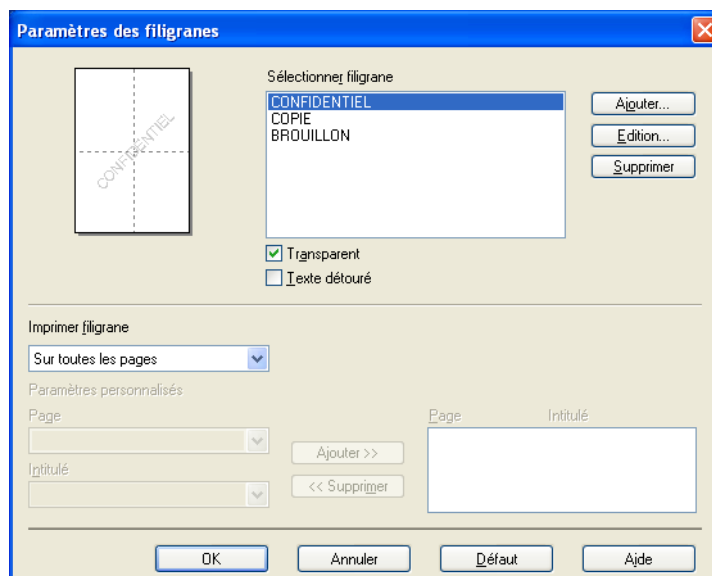 Paramètres des filigranes
CONFIDENTIEL
Sélectionner filigrane
CONFIDENTIEL
COPIE
BROUILLON
Ajouter...
Edition...
Supprimer
Transparent
Texte détouré
Imprimer filigrane
Sur toutes les pages
Paramètres personnalisés
Page
Intitulé
Ajouter >>
<< Supprimer
Page Intitulé
OK Annuler Défaut Aide